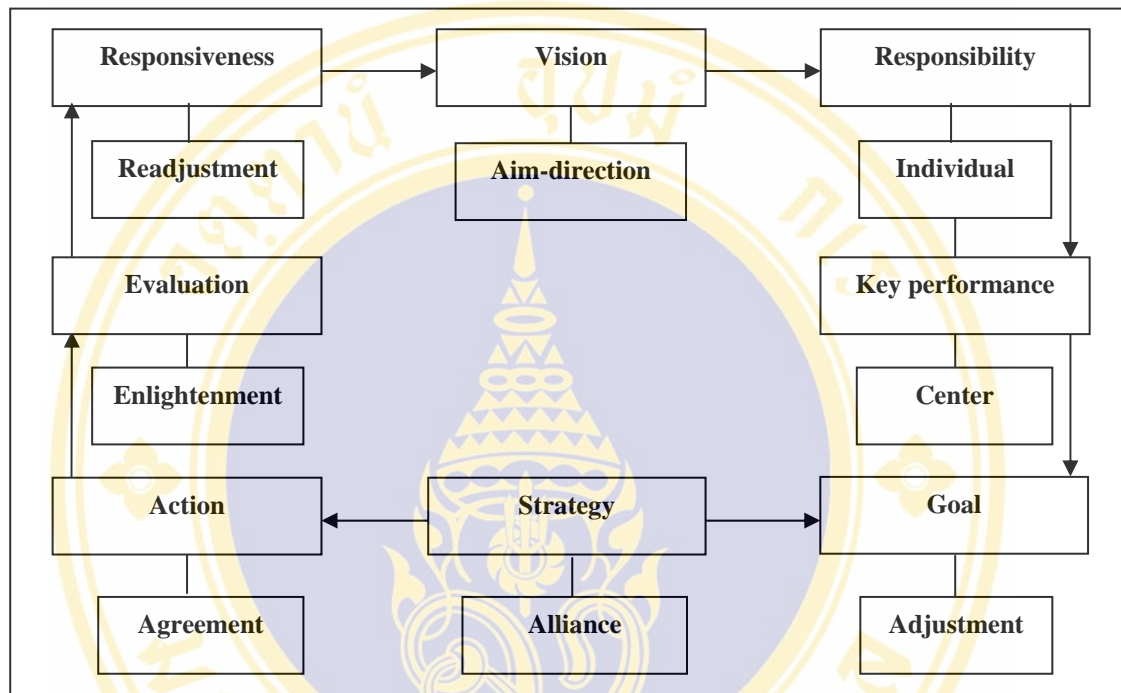 Responsiveness
Vision
Responsibility
Readjustment
Aim-direction
Individual
Evaluation
Key performance
Enlightenment
Center
Action
Strategy
Goal
Agreement
Alliance
Adjustment